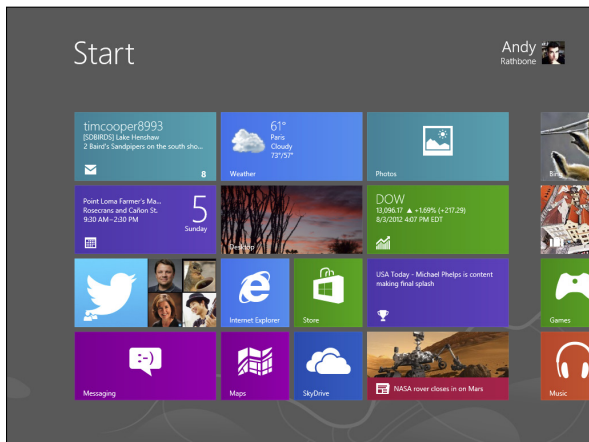 Start
Andy
Rathbone
timcooper8993
[SDBIRDS] Lake Henshaw
2 Baird's Sandpipers on the south sho...
8
61°
Paris
Cloudy
73°/57°
Weather
Photos
Bing
Point Loma Farmer's Ma...
Rosecrans and Cañon St.
9:30 AM–2:30 PM
5
Sunday
Desktop
DOW
13,096.17 ▲ +1.69% (+217.29)
8/3/2012 4:07 PM EDT
Internet Explorer
Store
USA Today - Michael Phelps is content
making final splash
Games
:-)
Messaging
Maps
SkyDrive
NASA rover closes in on Mars
Music